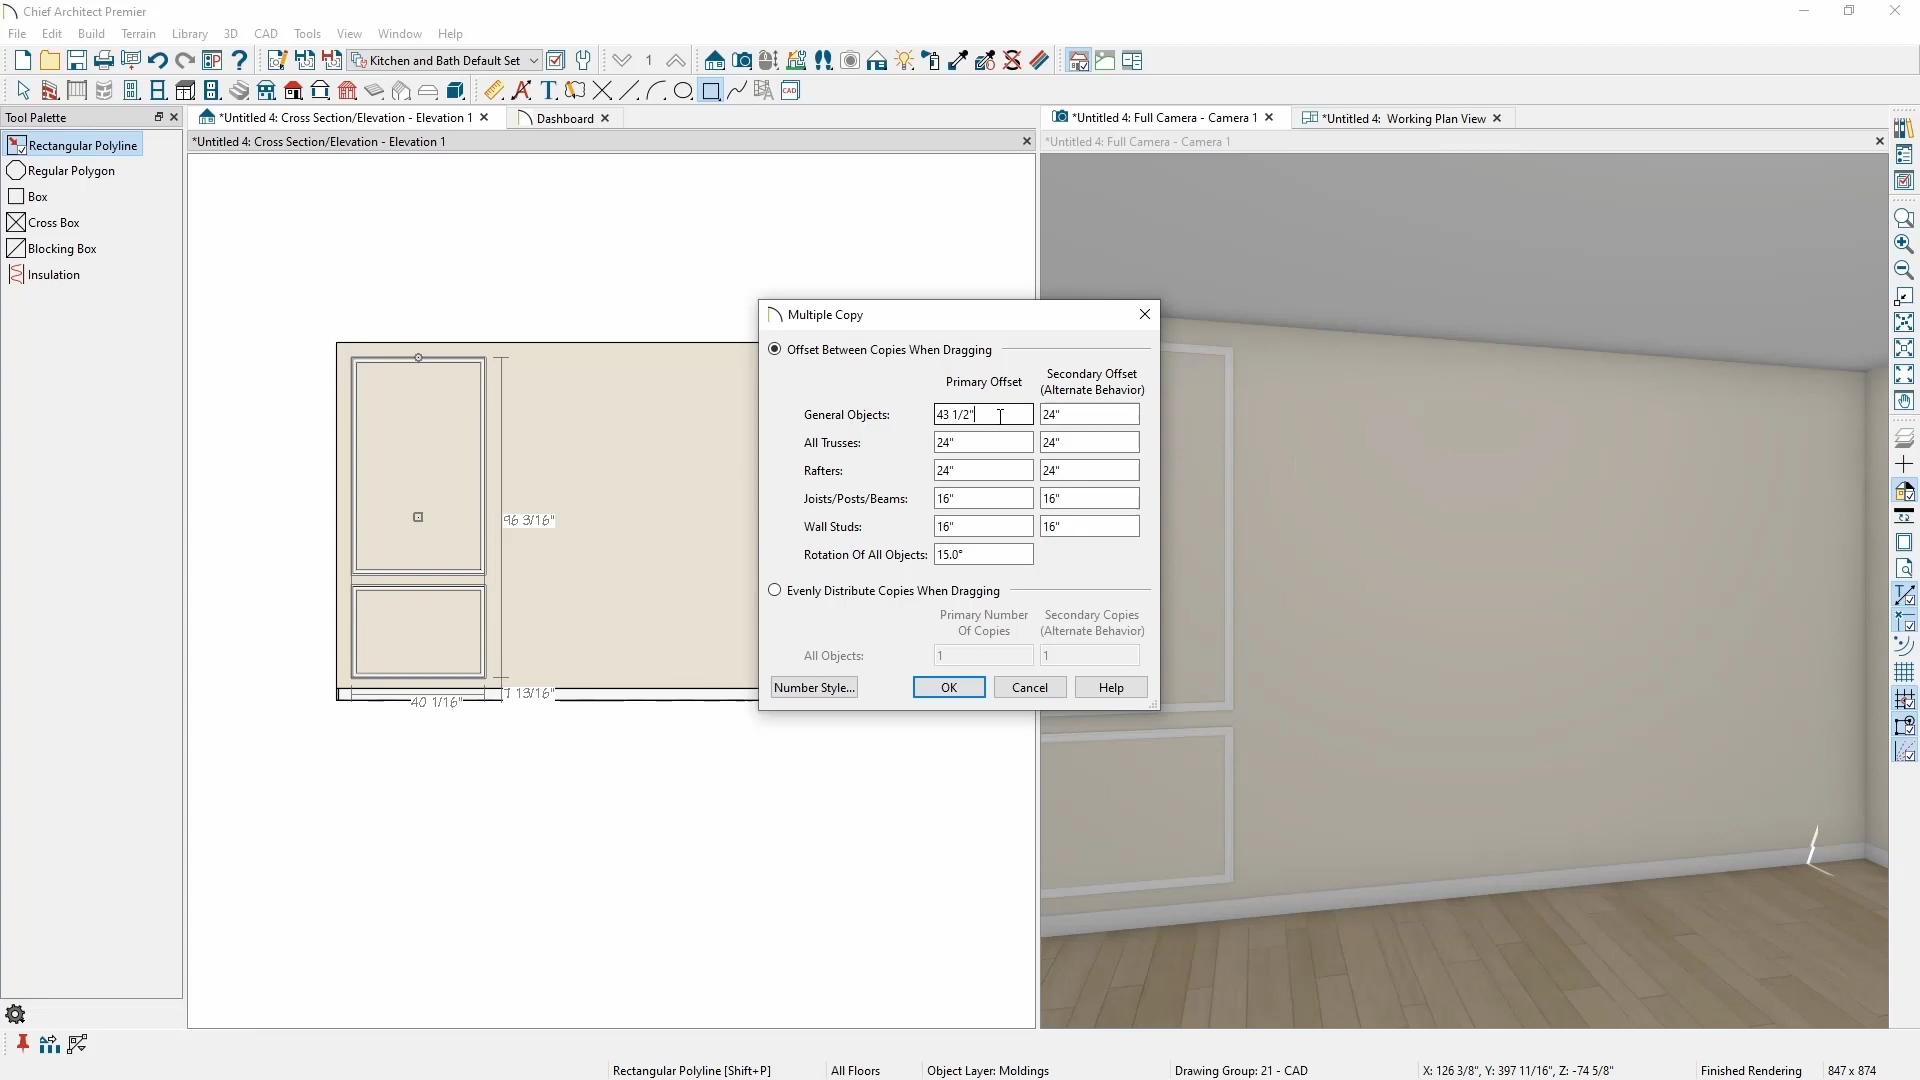 Chief Architect Premier
File Edit Build Terrain Library 3D CAD Tools View Window Help
Kitchen and Bath Default Set
1
Tool Palette
*Untitled 4: Cross Section/Elevation - Elevation 1
Dashboard
*Untitled 4: Full Camera - Camera 1
*Untitled 4: Working Plan View
*Untitled 4: Cross Section/Elevation - Elevation 1
*Untitled 4: Full Camera - Camera 1
Rectangular Polyline
Regular Polygon
Box
Cross Box
Blocking Box
Insulation
96 3/16"
40 1/16"
7 13/16"
Multiple Copy
Offset Between Copies When Dragging
Primary Offset
Secondary Offset
(Alternate Behavior)
General Objects: 43 1/2" 24"
All Trusses: 24" 24"
Rafters: 24" 24"
Joists/Posts/Beams: 16" 16"
Wall Studs: 16" 16"
Rotation Of All Objects: 15.0°
Evenly Distribute Copies When Dragging
Primary Number
Of Copies
Secondary Copies
(Alternate Behavior)
All Objects: 1 1
Number Style... OK Cancel Help
CAD
Rectangular Polyline [Shift+P] All Floors Object Layer: Moldings Drawing Group: 21 - CAD X: 126 3/8", Y: 397 11/16", Z: -74 5/8" Finished Rendering 847 x 874